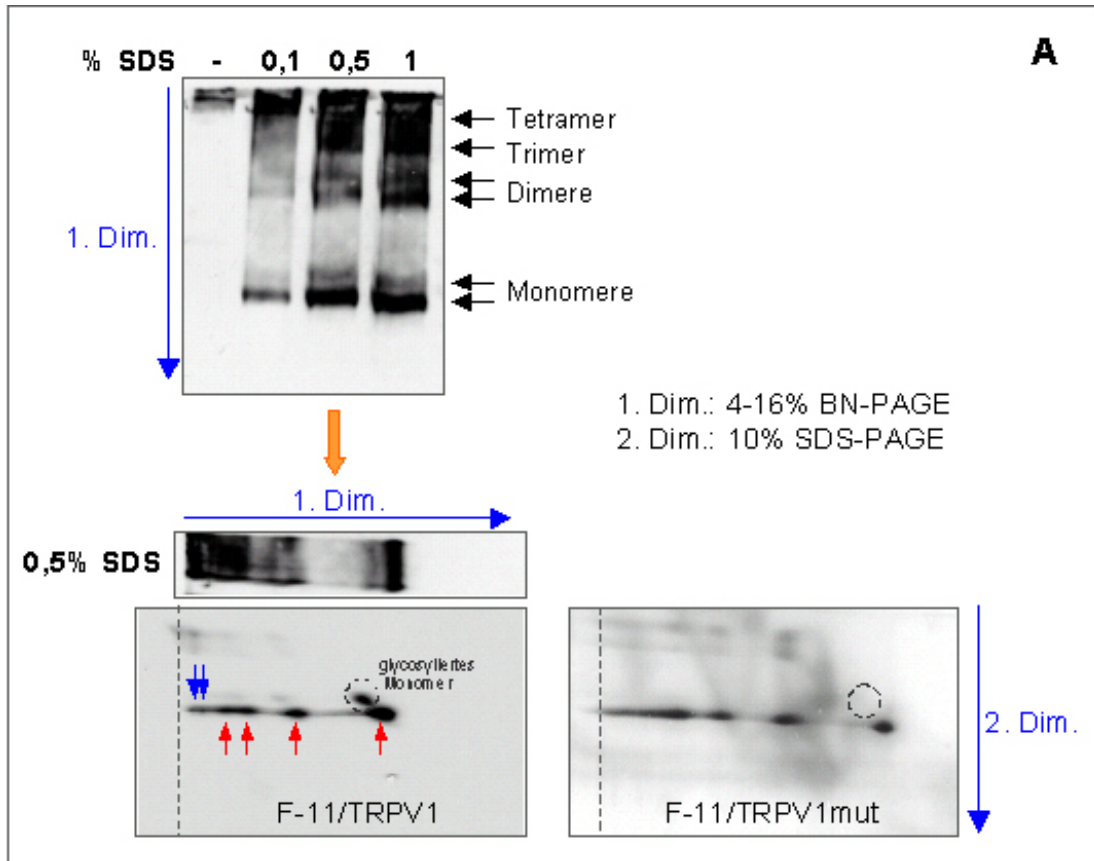 A
% SDS - 0,1 0,5 1
Tetramer
Trimer
Dimere
1. Dim.
Monomere
1. Dim.: 4-16% BN-PAGE
2. Dim.: 10% SDS-PAGE
1. Dim.
0,5% SDS
glycosyliertes
Monomer
2. Dim.
F-11/TRPV1
F-11/TRPV1mut